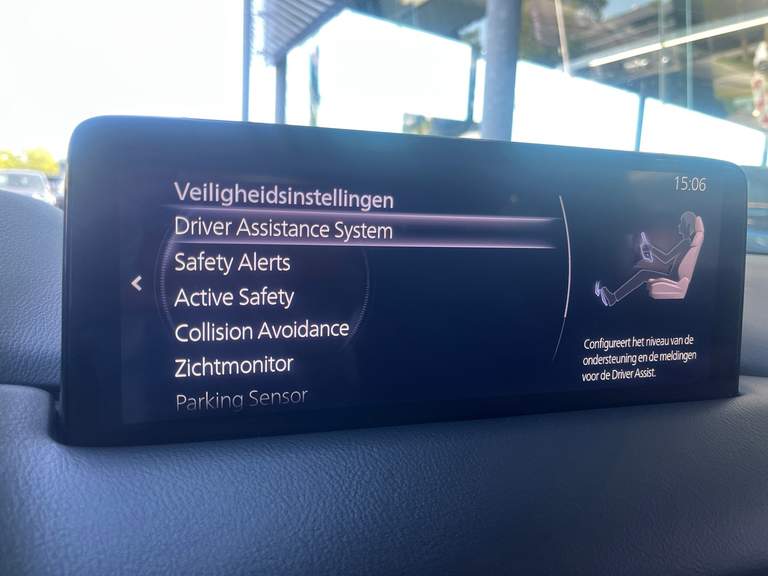 15:06
Veiligheidsinstellingen
Driver Assistance System
Safety Alerts
Active Safety
Collision Avoidance
Zichtmonitor
Parking Sensor
Configureert het niveau van de
ondersteuning en de meldingen
voor de Driver Assist.